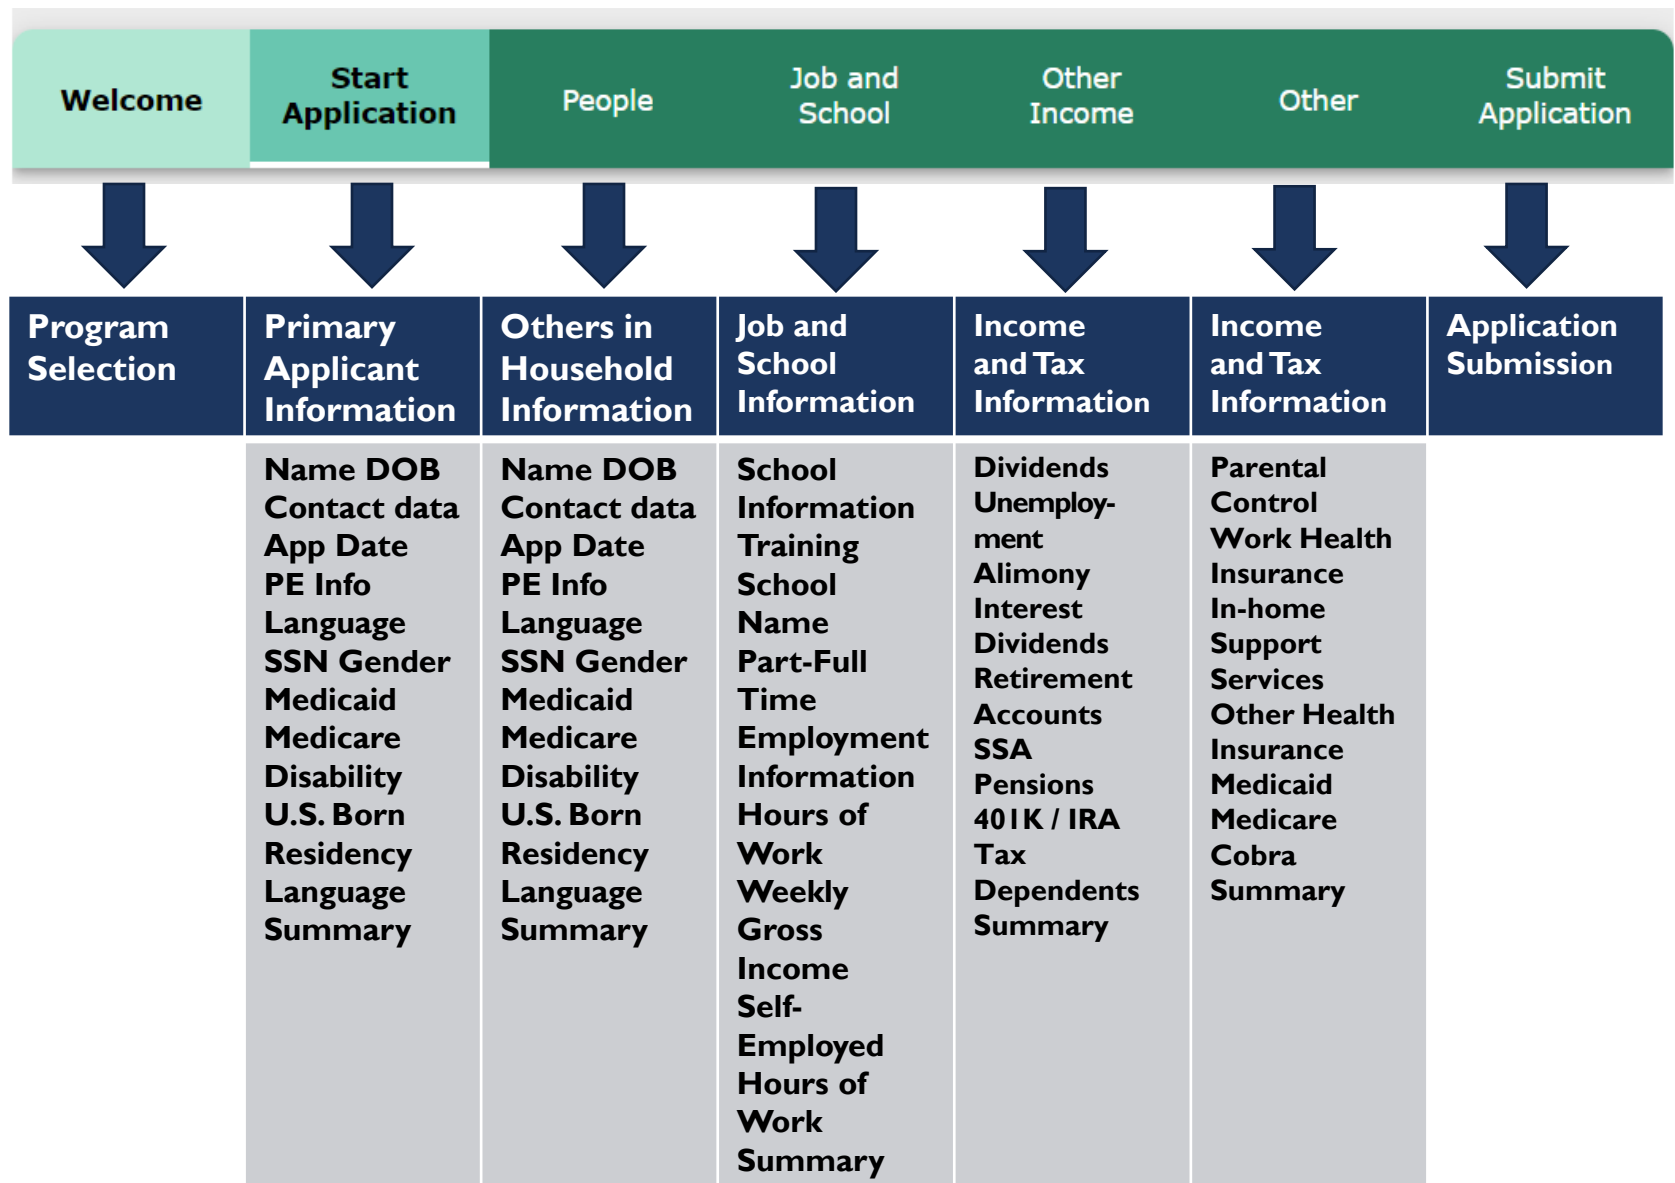 Welcome
Start
Application
People
Job and
School
Other
Income
Other
Submit
Application
Program
Selection
Primary
Applicant
Information
Others in
Household
Information
Job and
School
Information
Income
and Tax
Information
Income
and Tax
Information
Application
Submission
Name DOB
Contact data
App Date
PE Info
Language
SSN Gender
Medicaid
Medicare
Disability
U.S. Born
Residency
Language
Summary
Name DOB
Contact data
App Date
PE Info
Language
SSN Gender
Medicaid
Medicare
Disability
U.S. Born
Residency
Language
Summary
School
Information
Training
School
Name
Part-Full
Time
Employment
Information
Hours of
Work
Weekly
Gross
Income
Self-
Employed
Hours of
Work
Summary
Dividends
Unemploy-
ment
Alimony
Interest
Dividends
Retirement
Accounts
SSA
Pensions
401K / IRA
Tax
Dependents
Summary
Parental
Control
Work Health
Insurance
In-home
Support
Services
Other Health
Insurance
Medicaid
Medicare
Cobra
Summary